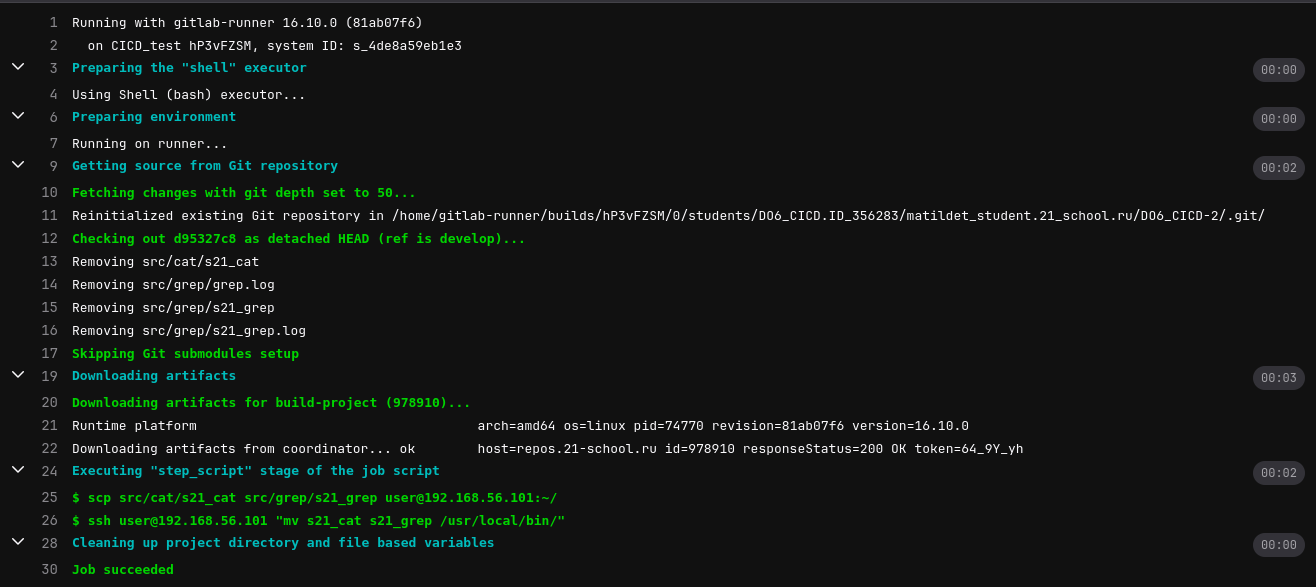 1 Running with gitlab-runner 16.10.0 (81ab07f6)
2 on CICD_test hP3vFZSM, system ID: s_4de8a59eb1e3
3 Preparing the "shell" executor 00:00
4 Using Shell (bash) executor...
6 Preparing environment 00:00
7 Running on runner...
9 Getting source from Git repository 00:02
10 Fetching changes with git depth set to 50...
11 Reinitialized existing Git repository in /home/gitlab-runner/builds/hP3vFZSM/0/students/DO6_CICD.ID_356283/matildet_student.21_school.ru/DO6_CICD-2/.git/
12 Checking out d95327c8 as detached HEAD (ref is develop)...
13 Removing src/cat/s21_cat
14 Removing src/grep/grep.log
15 Removing src/grep/s21_grep
16 Removing src/grep/s21_grep.log
17 Skipping Git submodules setup
19 Downloading artifacts 00:03
20 Downloading artifacts for build-project (978910)...
21 Runtime platform arch=amd64 os=linux pid=74770 revision=81ab07f6 version=16.10.0
22 Downloading artifacts from coordinator... ok host=repos.21-school.ru id=978910 responseStatus=200 OK token=64_9Y_yh
24 Executing "step_script" stage of the job script 00:02
25 $ scp src/cat/s21_cat src/grep/s21_grep user@192.168.56.101:~/
26 $ ssh user@192.168.56.101 "mv s21_cat s21_grep /usr/local/bin/"
28 Cleaning up project directory and file based variables 00:00
30 Job succeeded